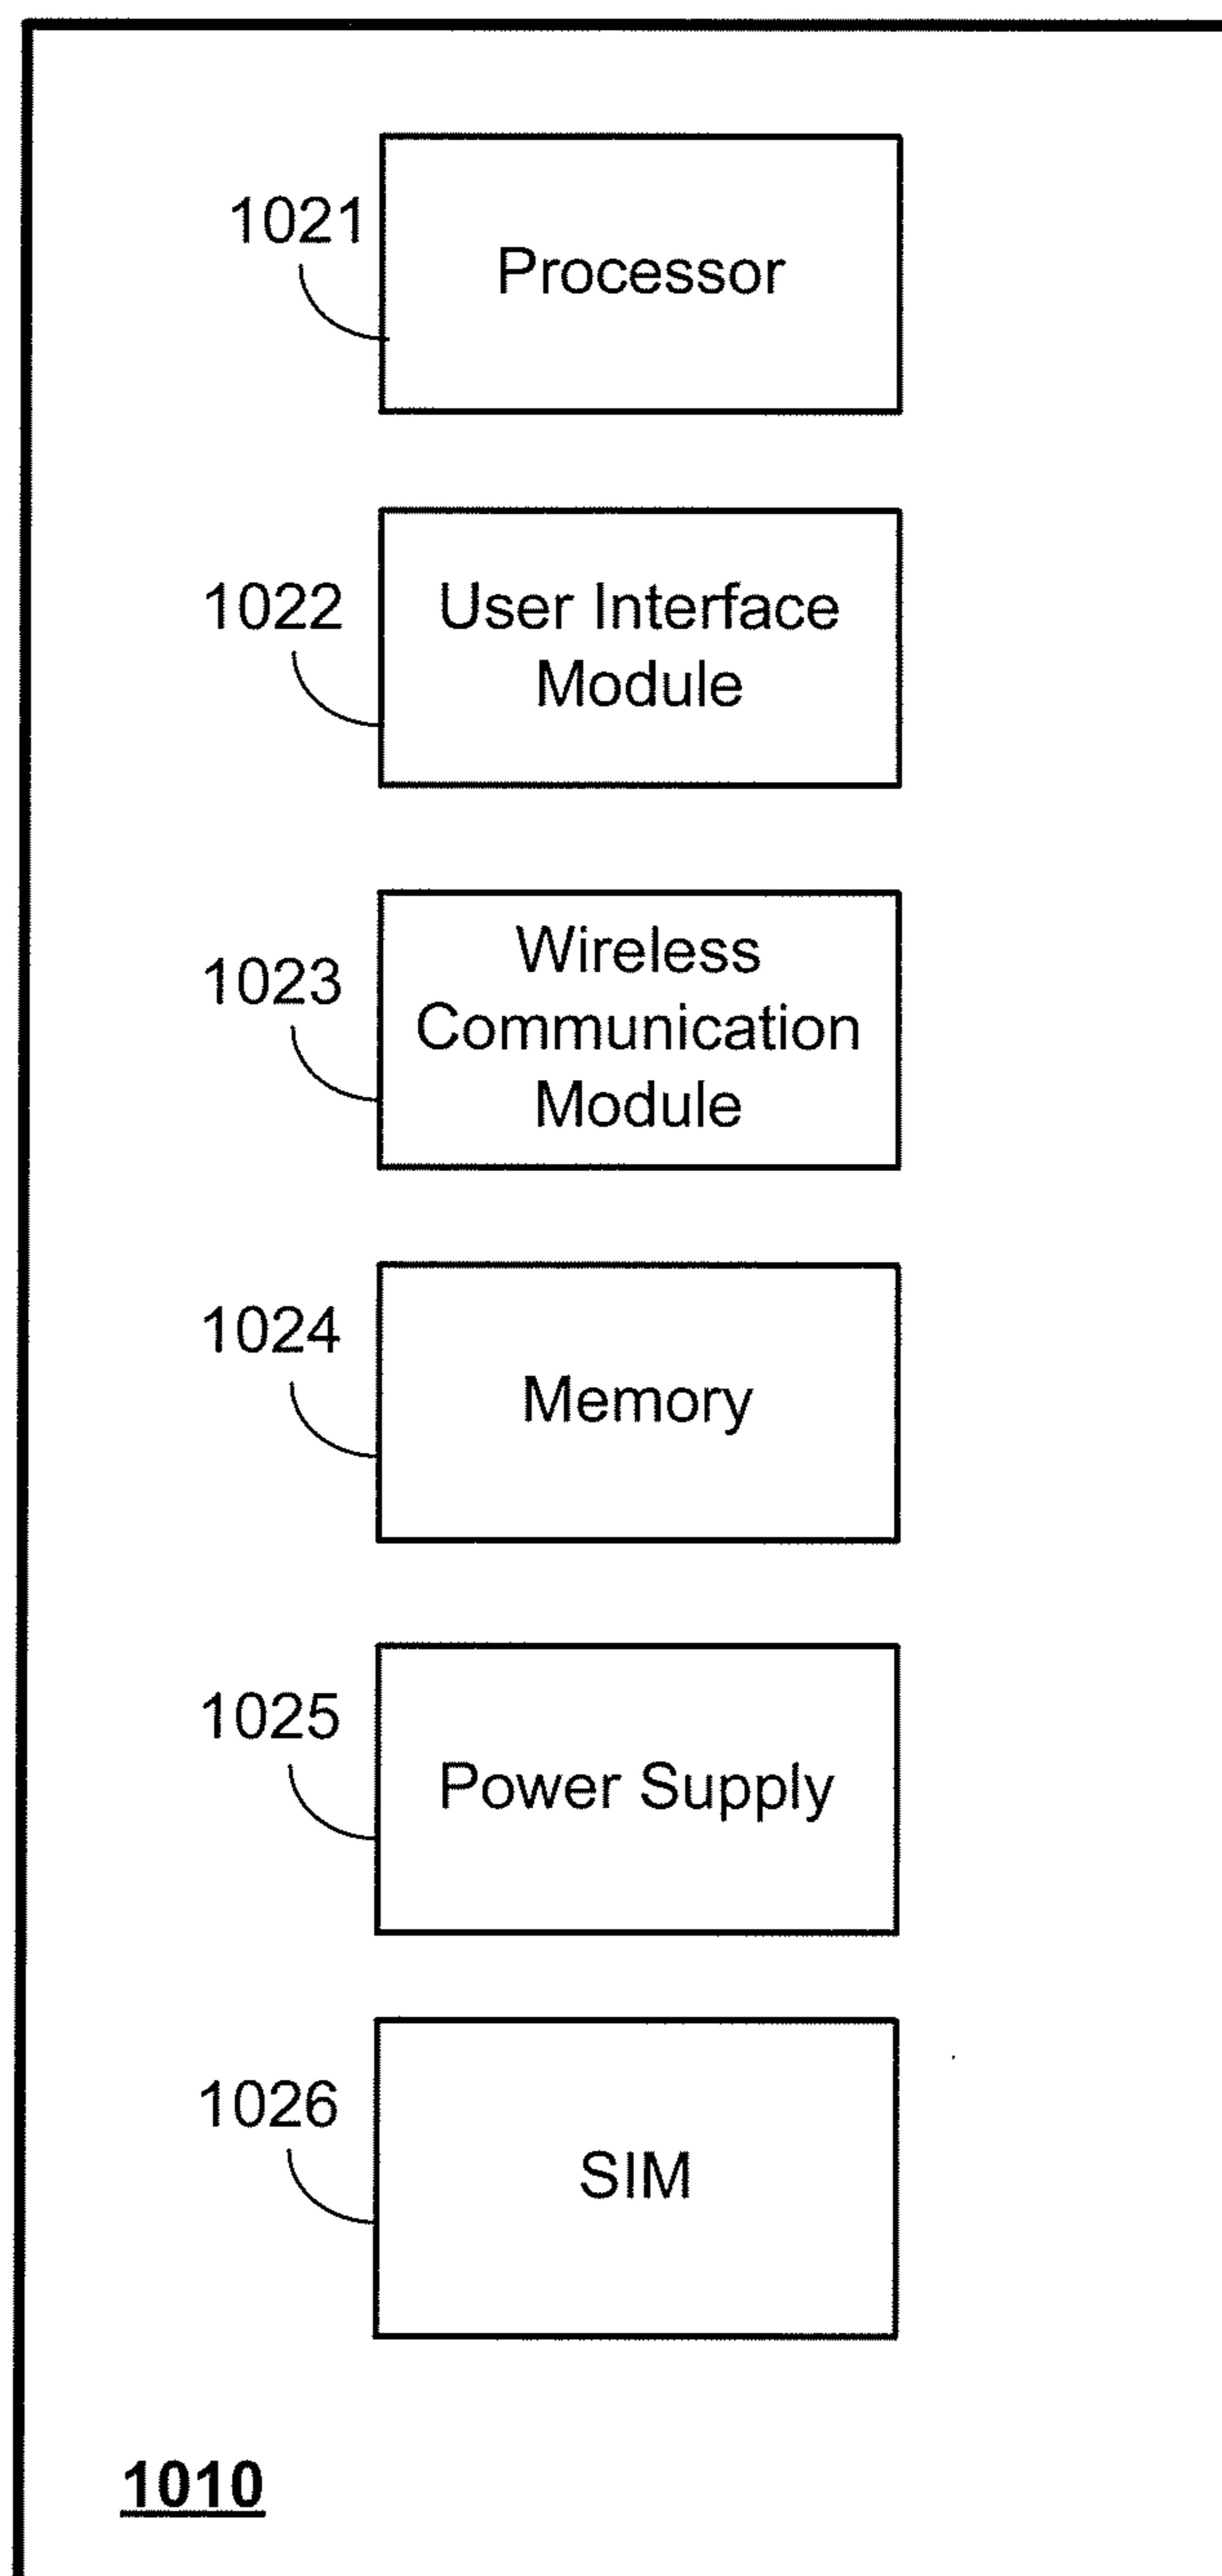 1021
Processor
1022
User Interface
Module
1023
Wireless
Communication
Module
1024
Memory
1025
Power Supply
1026
SIM
1010